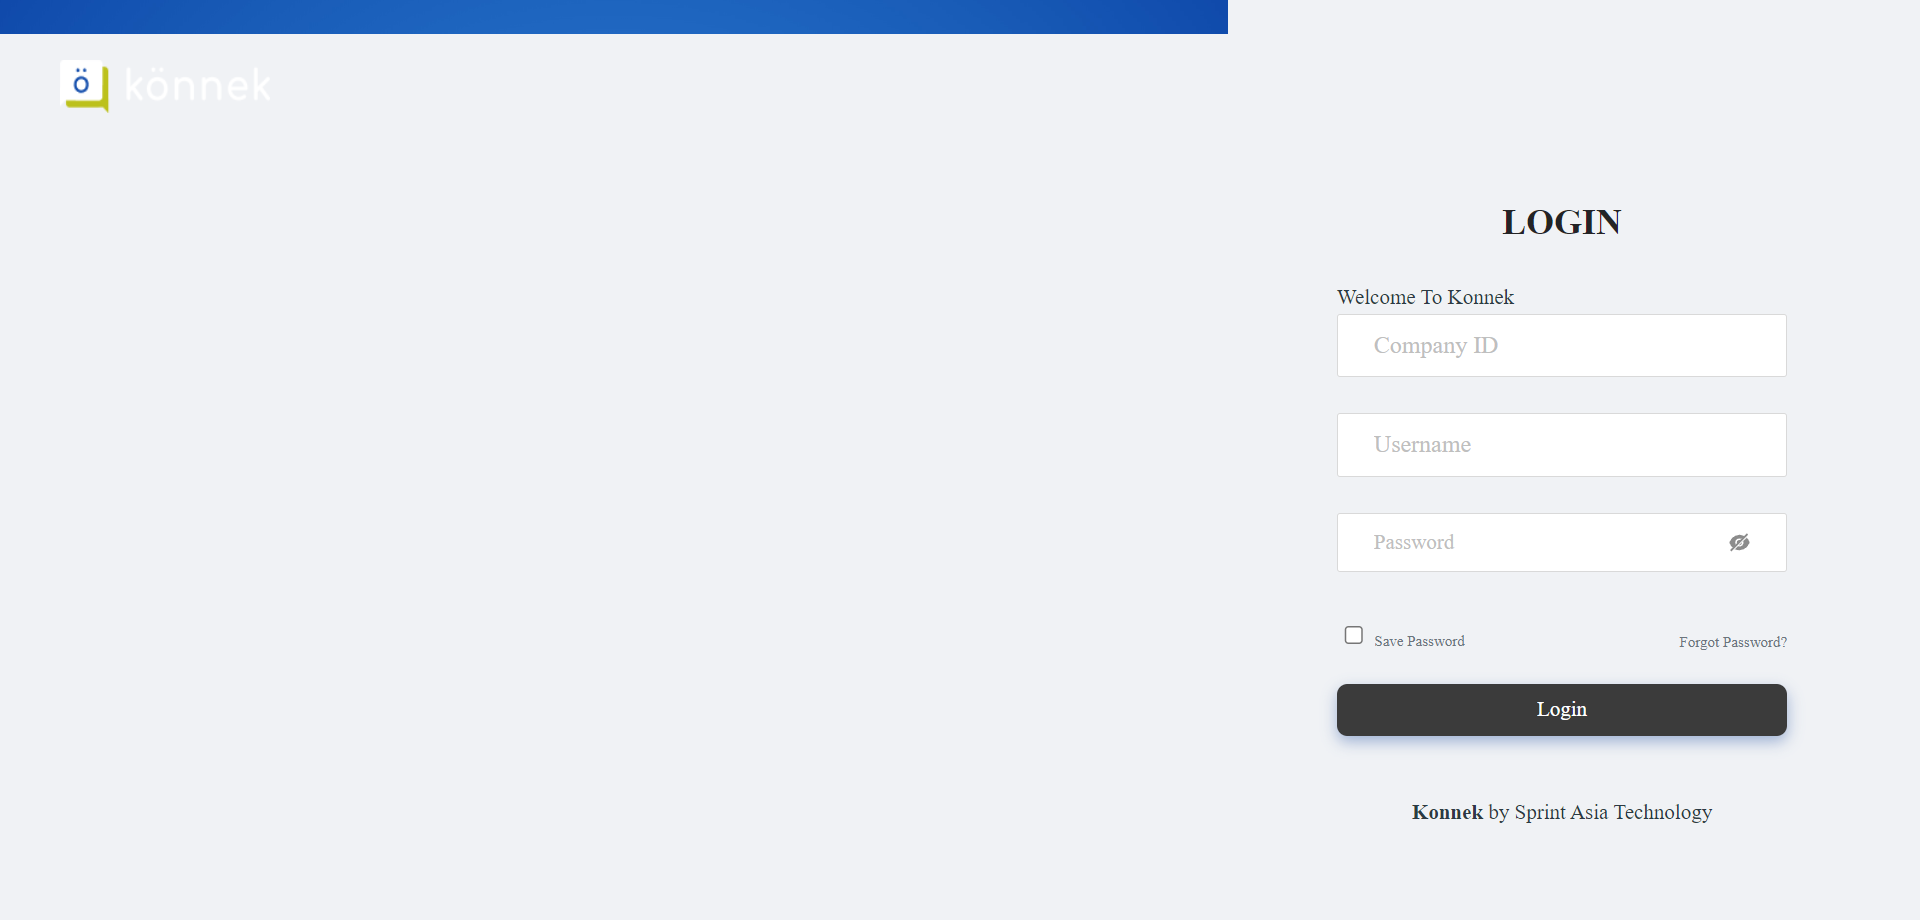 ö könnek
LOGIN
Welcome To Konnek
Company ID
Username
Password
Save Password
Forgot Password?
Login
Konnek by Sprint Asia Technology